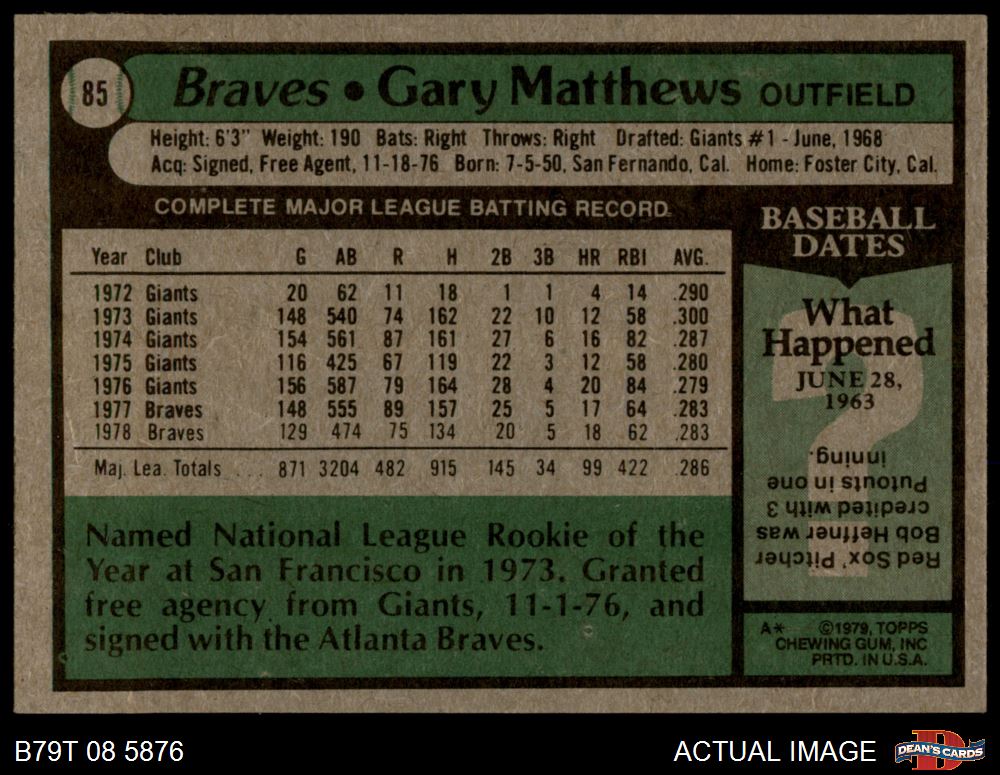 85
Braves • Gary Matthews OUTFIELD
Height: 6'3" Weight: 190 Bats: Right Throws: Right Drafted: Giants #1 - June, 1968
Acq: Signed, Free Agent, 11-18-76 Born: 7-5-50, San Fernando, Cal. Home: Foster City, Cal.
COMPLETE MAJOR LEAGUE BATTING RECORD
Year Club G AB R H 2B 3B HR RBI AVG.
1972 Giants 20 62 11 18 1 1 4 14 .290
1973 Giants 148 540 74 162 22 10 12 58 .300
1974 Giants 154 561 87 161 27 6 16 82 .287
1975 Giants 116 425 67 119 22 3 12 58 .280
1976 Giants 156 587 79 164 28 4 20 84 .279
1977 Braves 148 555 89 157 25 5 17 64 .283
1978 Braves 129 474 75 134 20 5 18 62 .283
Maj. Lea. Totals . . . 871 3204 482 915 145 34 99 422 .286
Named National League Rookie of the
Year at San Francisco in 1973. Granted
free agency from Giants, 11-1-76, and
signed with the Atlanta Braves.
BASEBALL
DATES
What
Happened
JUNE 28,
1963
?
Red Sox' Pitcher
Bob Heffner was
credited with 3
Putouts in one
inning.
A* ©1979, TOPPS
CHEWING GUM, INC
PRTD. IN U.S.A.
B79T 08 5876
ACTUAL IMAGE
D
DEAN'S CARDS